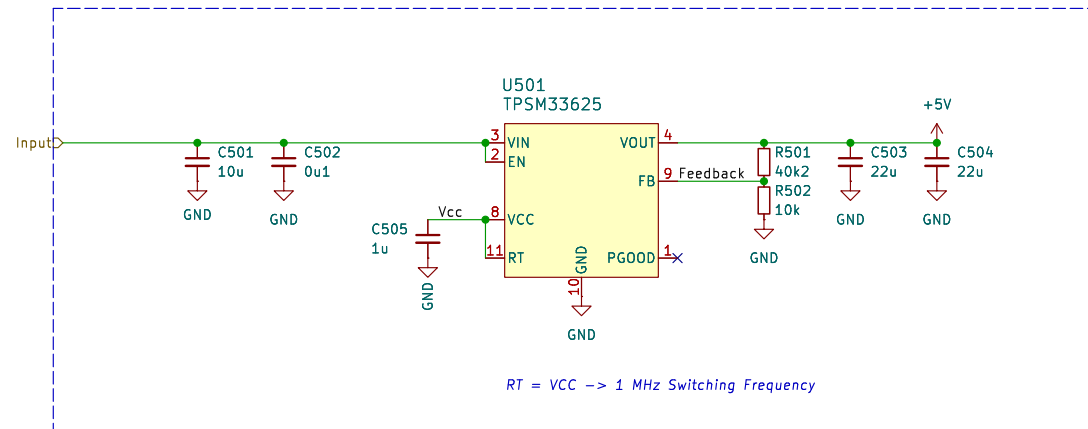 U501
TPSM33625
+5V
Input
C501
10u
GND
C502
0u1
GND
3
VIN
2
EN
8
VCC
11
RT
Vcc
C505
1u
GND
GND
10
GND
VOUT
4
FB
9
Feedback
PGOOD
1
R501
40k2
R502
10k
GND
C503
22u
GND
C504
22u
GND
RT = VCC -> 1 MHz Switching Frequency